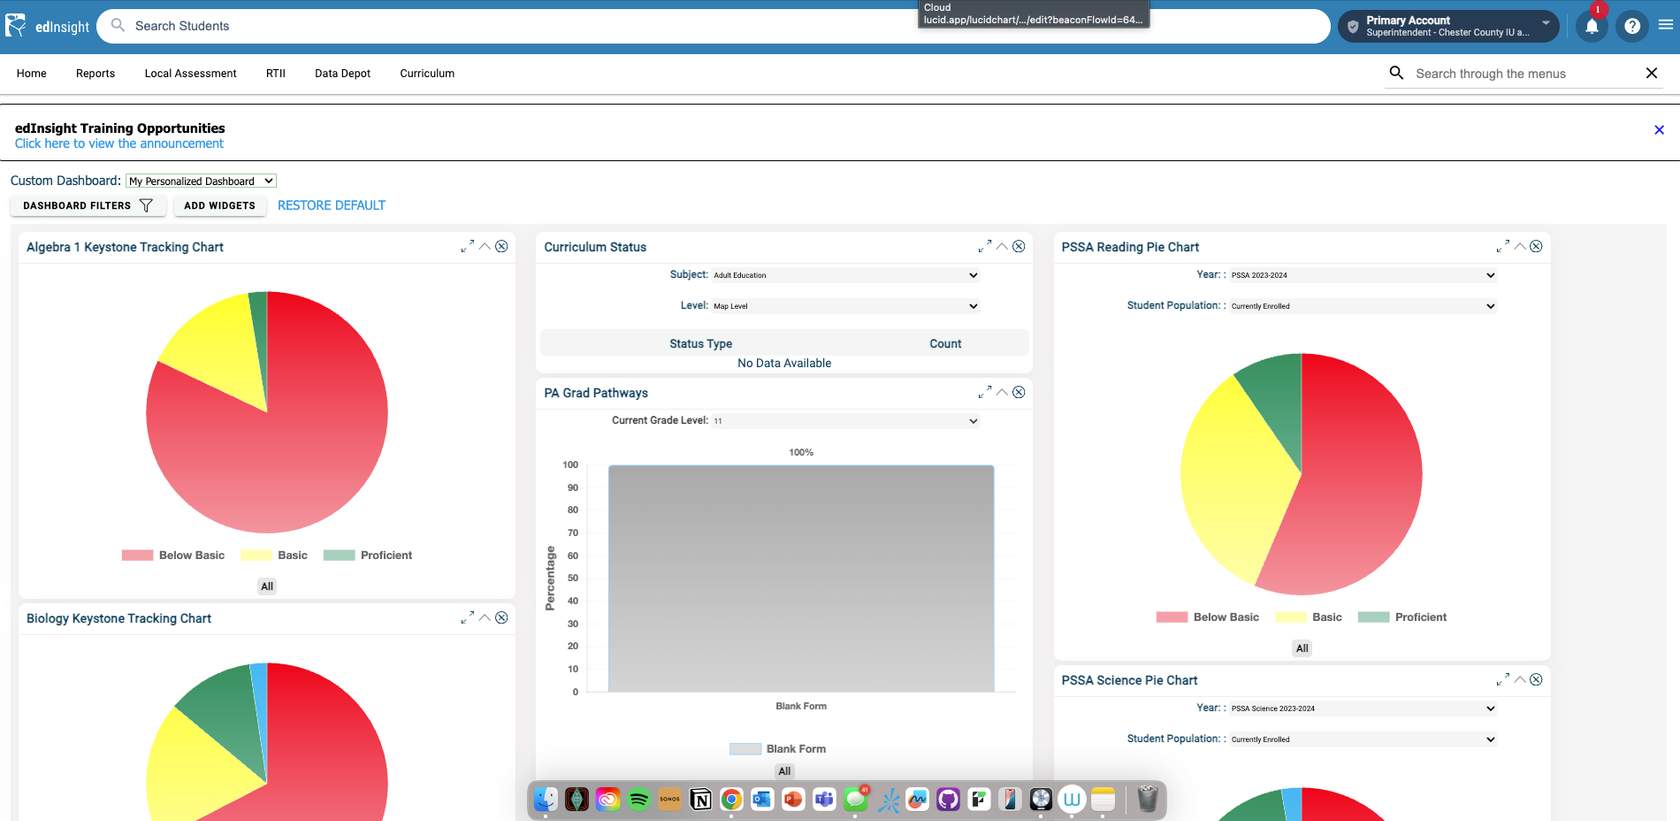 Cloud
lucid.app/lucidchart/.../edit?beaconFlowId=64...
edInsight
Search Students
Primary Account
Superintendent - Chester County IU a...
1
Home
Reports
Local Assessment
RTII
Data Depot
Curriculum
Search through the menus
edInsight Training Opportunities
Click here to view the announcement
Custom Dashboard:
My Personalized Dashboard
DASHBOARD FILTERS
ADD WIDGETS
RESTORE DEFAULT
Algebra 1 Keystone Tracking Chart
Below Basic
Basic
Proficient
All
Biology Keystone Tracking Chart
Curriculum Status
Subject:
Adult Education
Level:
Map Level
Status Type
Count
No Data Available
PA Grad Pathways
Current Grade Level:
11
100%
100
90
80
70
60
50
40
30
20
10
0
Percentage
Blank Form
Blank Form
All
PSSA Reading Pie Chart
Year: :
PSSA 2023-2024
Student Population: :
Currently Enrolled
Below Basic
Basic
Proficient
All
PSSA Science Pie Chart
Year: :
PSSA Science 2023-2024
Student Population: :
Currently Enrolled
SONOS
41